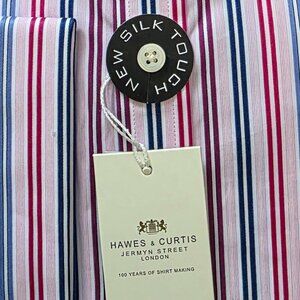 NEW SILK TOUCH
HAWES & CURTIS
JERMYN STREET
LONDON
100 YEARS OF SHIRT MAKING